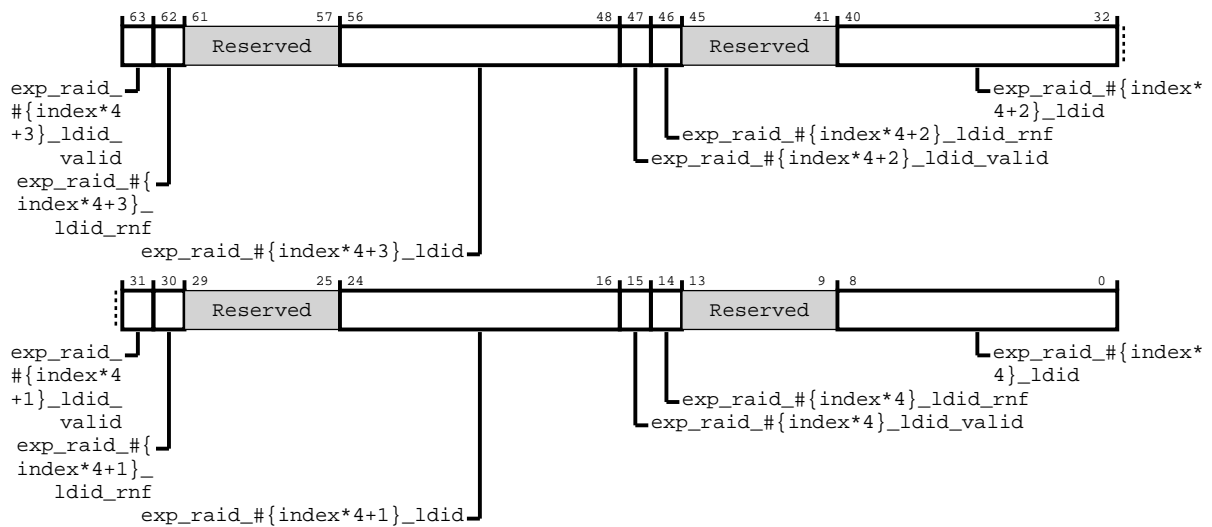 63 62 61 57 56 48 47 46 45 41 40 32
Reserved Reserved
exp_raid_
#{index*4
+3}_ldid_
valid
exp_raid_#{index*
4+2}_ldid
exp_raid_#{index*4+2}_ldid_rnf
exp_raid_#{index*4+2}_ldid_valid
exp_raid_#{
index*4+3}_
ldid_rnf
exp_raid_#{index*4+3}_ldid
31 30 29 25 24 16 15 14 13 9 8 0
Reserved Reserved
exp_raid_
#{index*4
+1}_ldid_
valid
exp_raid_#{index*
4}_ldid
exp_raid_#{index*4}_ldid_rnf
exp_raid_#{index*4}_ldid_valid
exp_raid_#{
index*4+1}_
ldid_rnf
exp_raid_#{index*4+1}_ldid